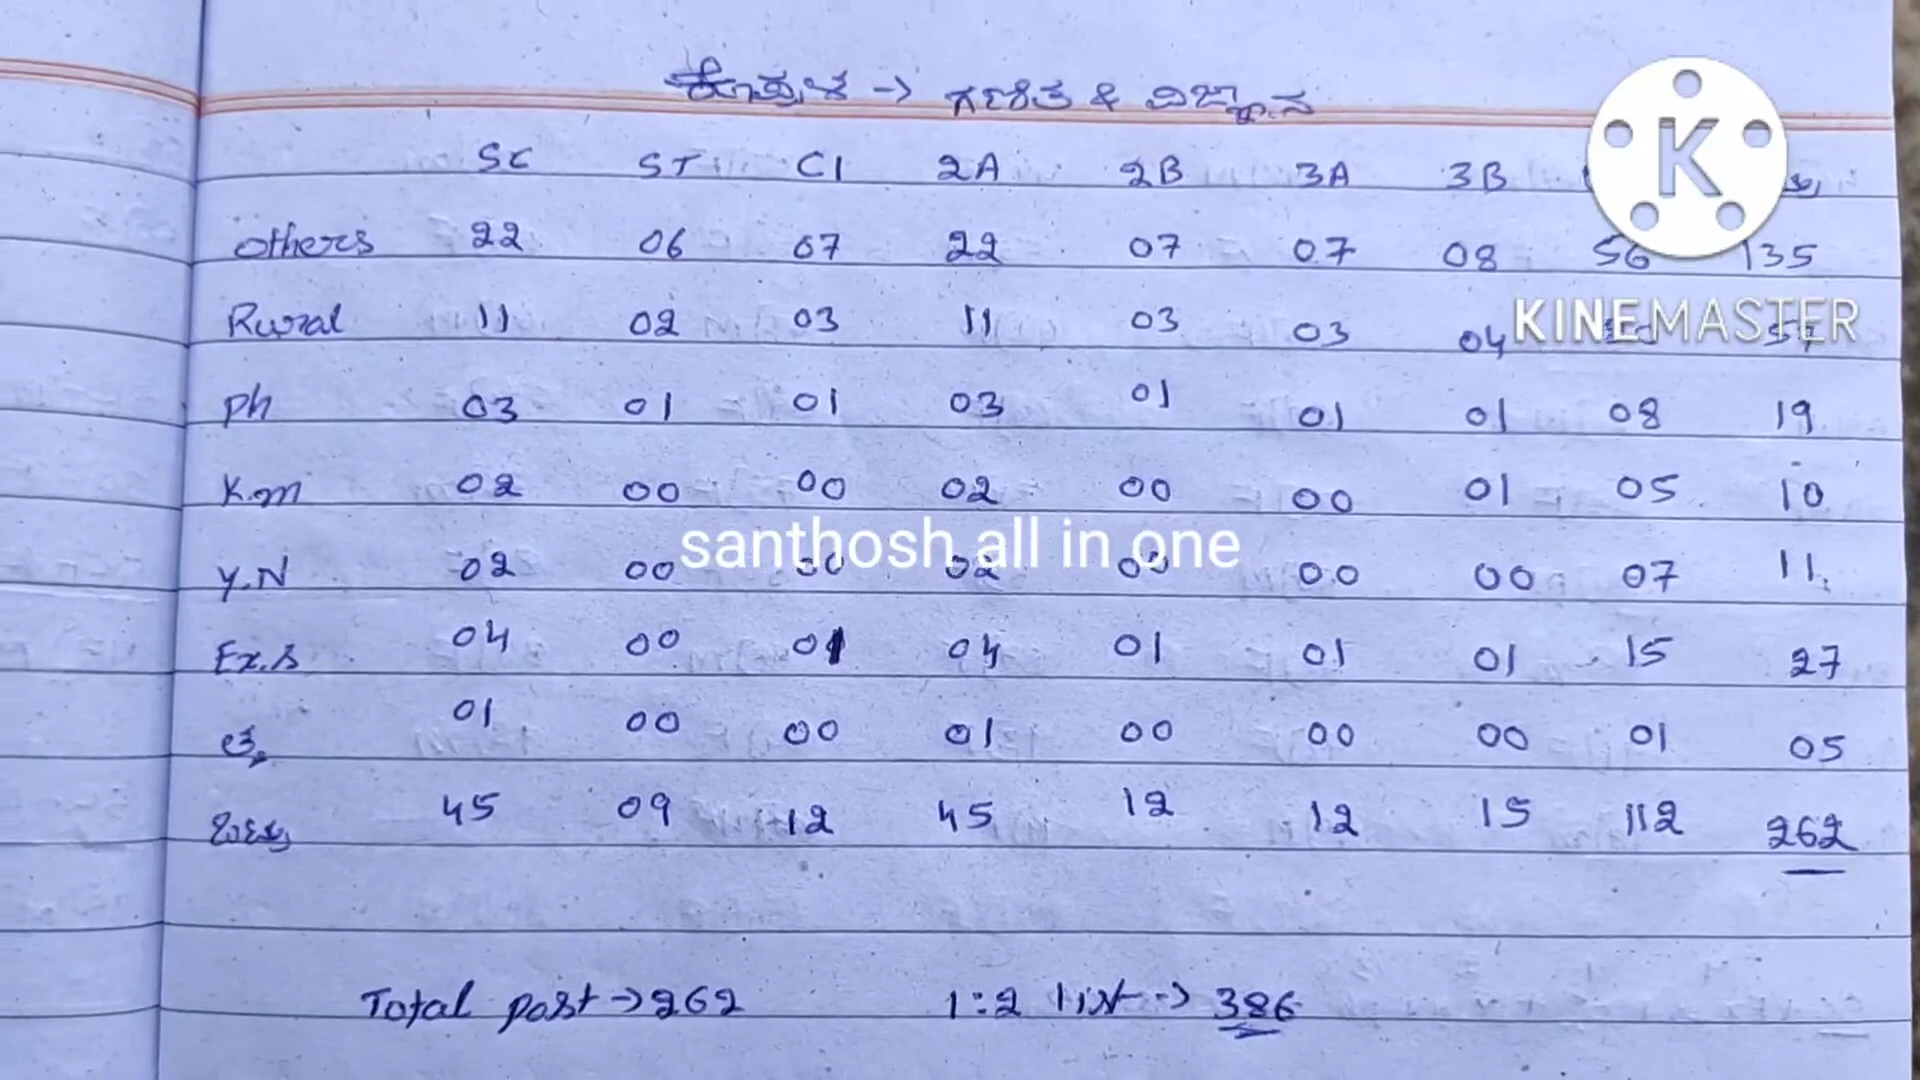 ಕೊಪ್ಪಳ → ಗಣಿತ & ವಿಜ್ಞಾನ
SC ST C1 2A 2B 3A 3B
others 22 06 07 22 07 07 08 56 135
Rural 11 02 03 11 03 03 04
KINEMASTER
Ph 03 01 01 03 01 01 01 08 19
K.m 02 00 00 02 00 00 01 05 10
santhosh all in one
Y.N 02 00 00 02 00 00 00 07 11
Ex.S 04 00 01 04 01 01 01 15 27
01 00 00 01 00 00 00 01 05
ಒಟ್ಟು 45 09 12 45 12 12 15 112 262
Total post → 262 1:2 list → 386